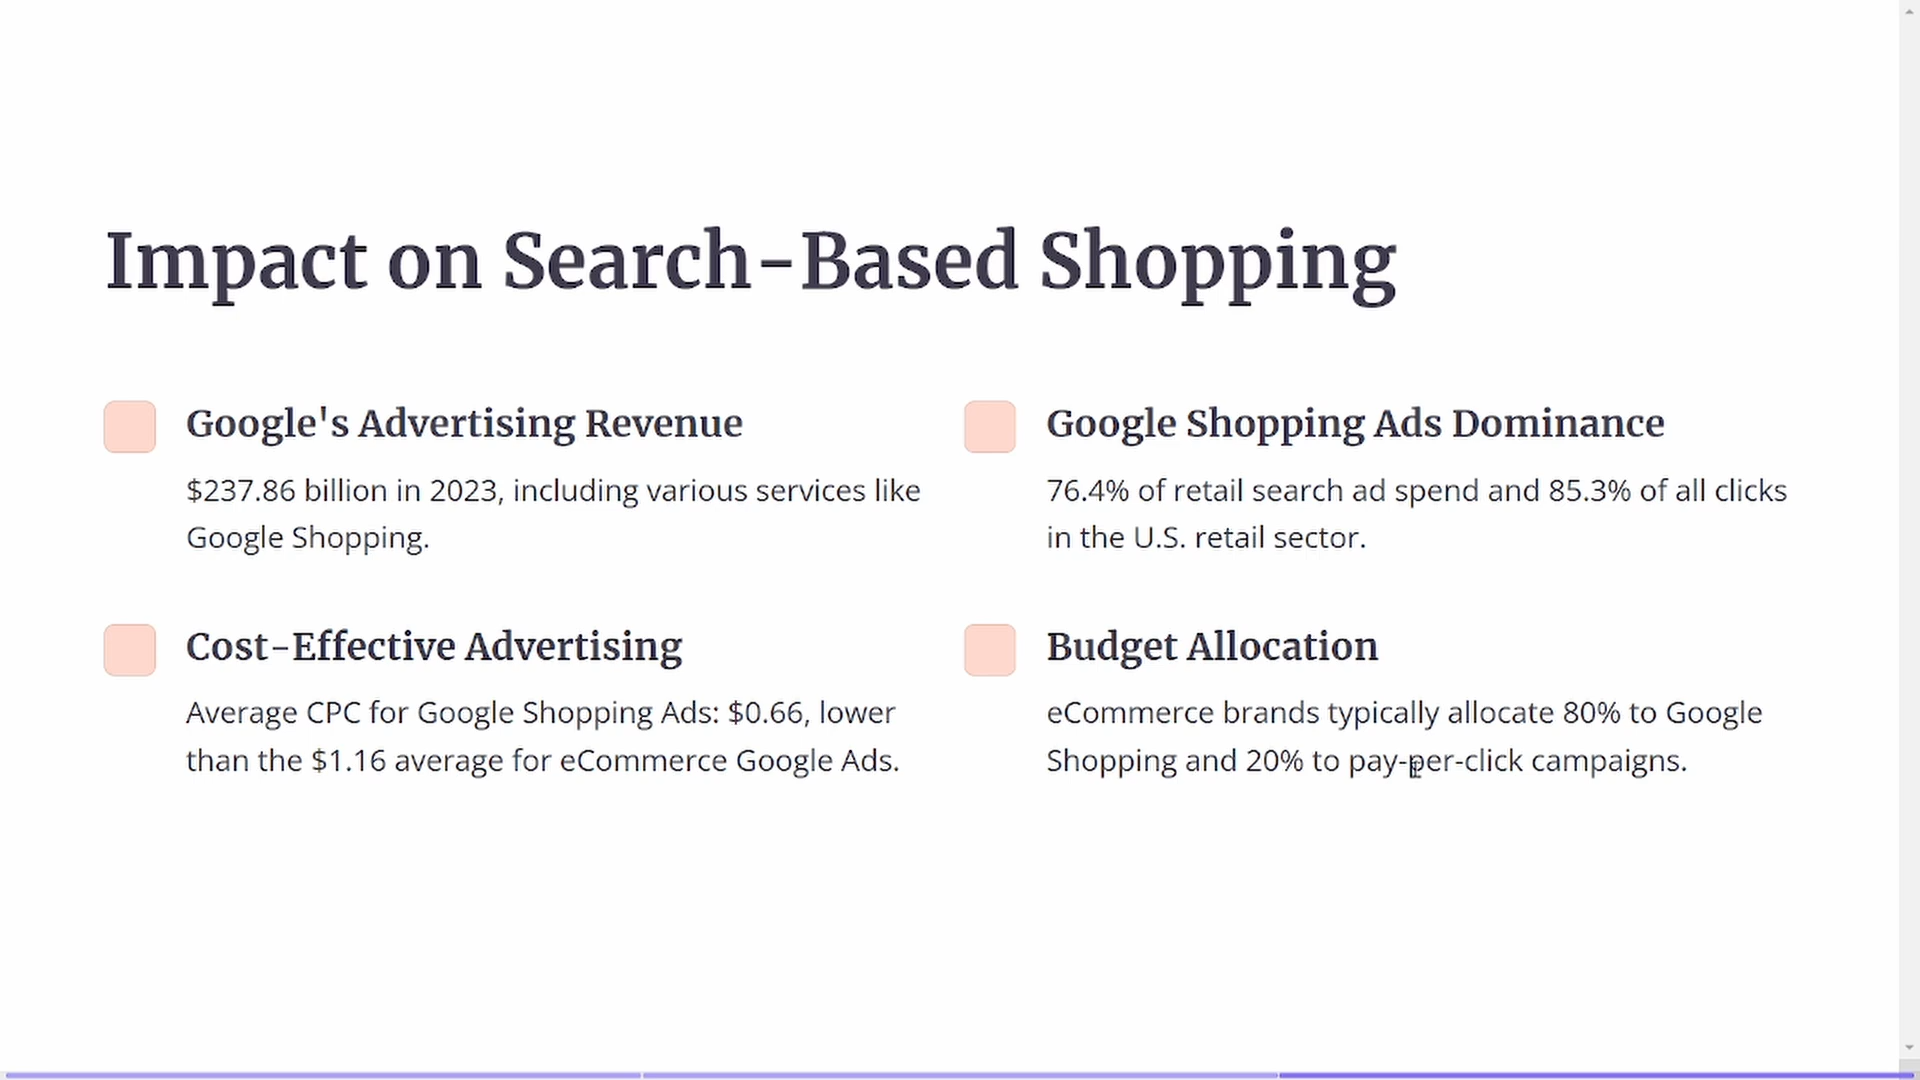 Impact on Search-Based Shopping
Google's Advertising Revenue
$237.86 billion in 2023, including various services like
Google Shopping.
Google Shopping Ads Dominance
76.4% of retail search ad spend and 85.3% of all clicks
in the U.S. retail sector.
Cost-Effective Advertising
Average CPC for Google Shopping Ads: $0.66, lower
than the $1.16 average for eCommerce Google Ads.
Budget Allocation
eCommerce brands typically allocate 80% to Google
Shopping and 20% to pay-per-click campaigns.